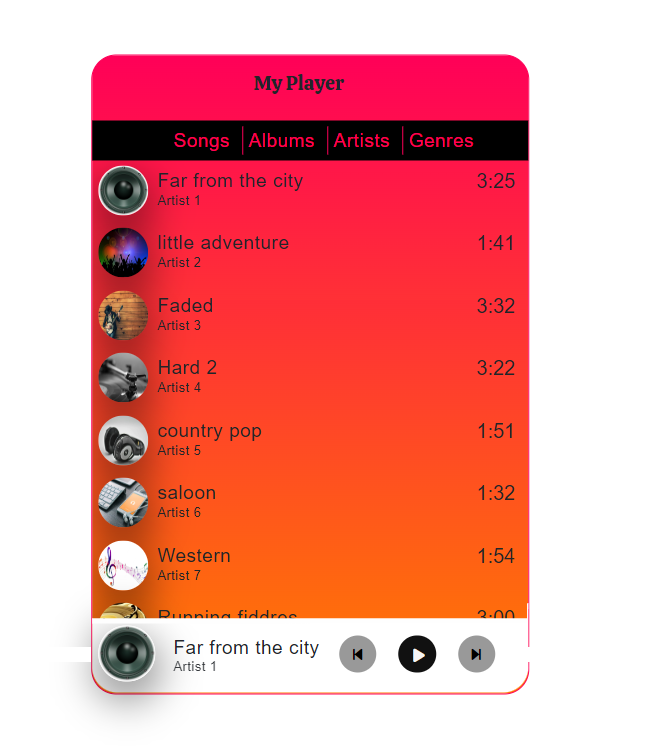 My Player
Songs Albums Artists Genres
Far from the city 3:25
Artist 1
little adventure 1:41
Artist 2
Faded 3:32
Artist 3
Hard 2 3:22
Artist 4
country pop 1:51
Artist 5
saloon 1:32
Artist 6
Western 1:54
Artist 7
Running fiddres 3:00
Far from the city
Artist 1